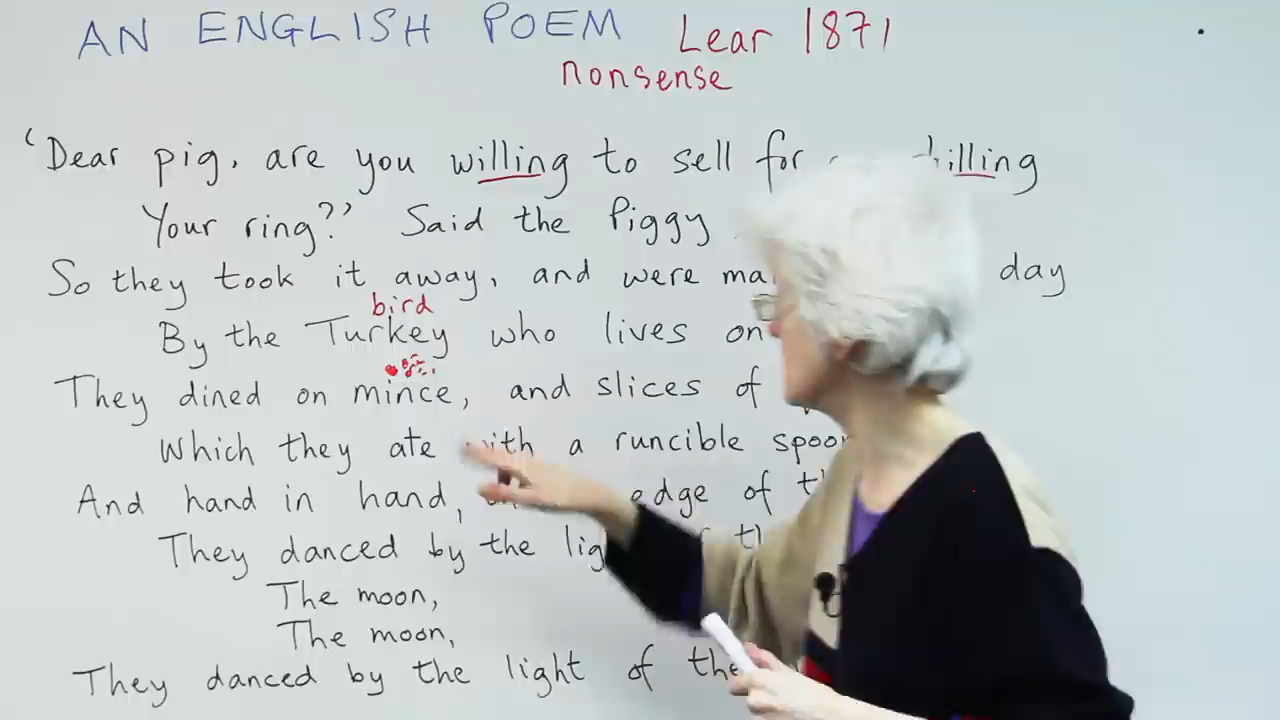 AN ENGLISH POEM Lear 1871
nonsense
'Dear pig, are you willing to sell for
Your ring?' Said the Piggy
So they took it away, and were day
bird
By the Turkey who lives on
They dined on mince, and slices of
Which they ate with a runcible
And hand in hand, edge of
They danced by the
The moon,
The moon,
They danced by the light of the